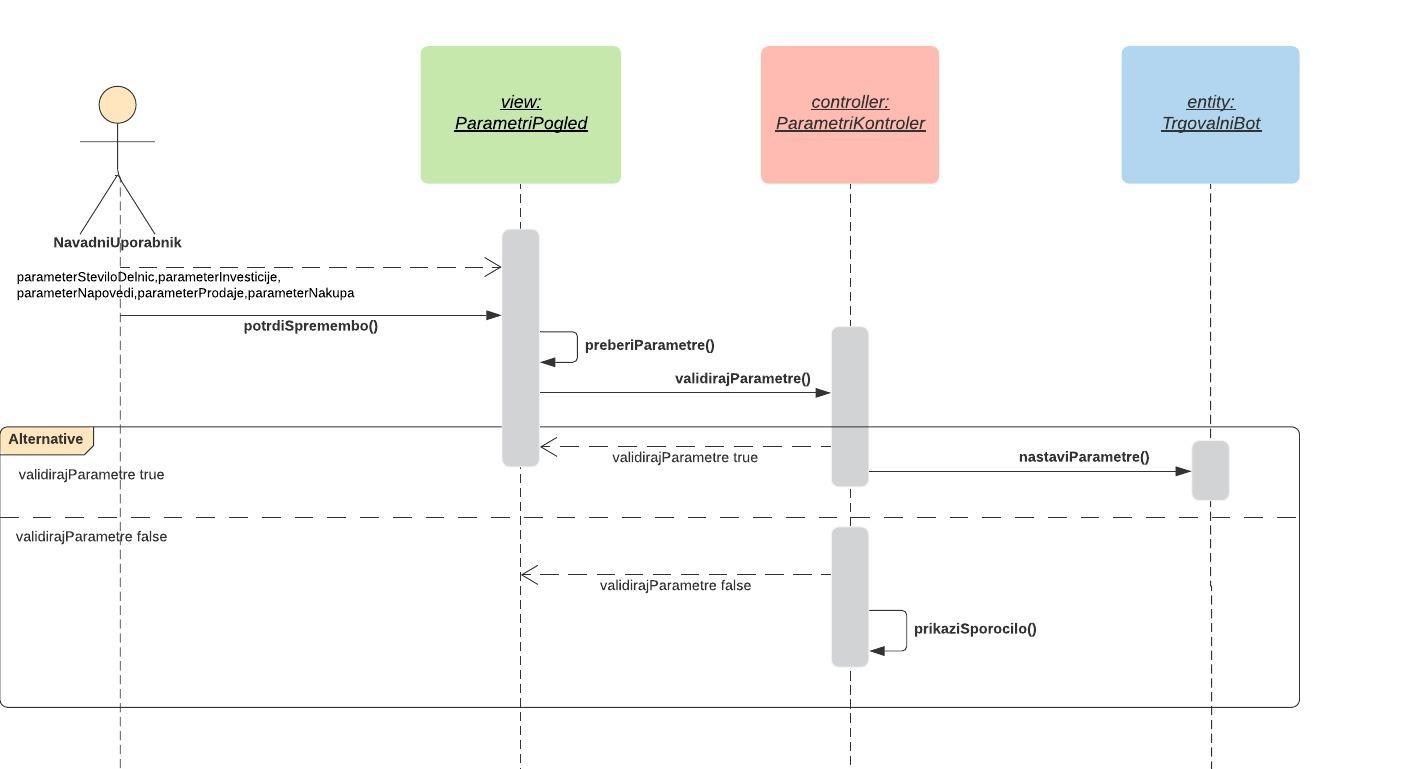 view:
ParametriPogled
controller:
ParametriKontroler
entity:
TrgovalniBot
NavadniUporabnik
parameterSteviloDelnic,parameterInvesticije,
parameterNapovedi,parameterProdaje,parameterNakupa
potrdiSpremembo()
preberiParametre()
validirajParametre()
Alternative
validirajParametre true
nastaviParametre()
validirajParametre true
validirajParametre false
validirajParametre false
prikaziSporocilo()